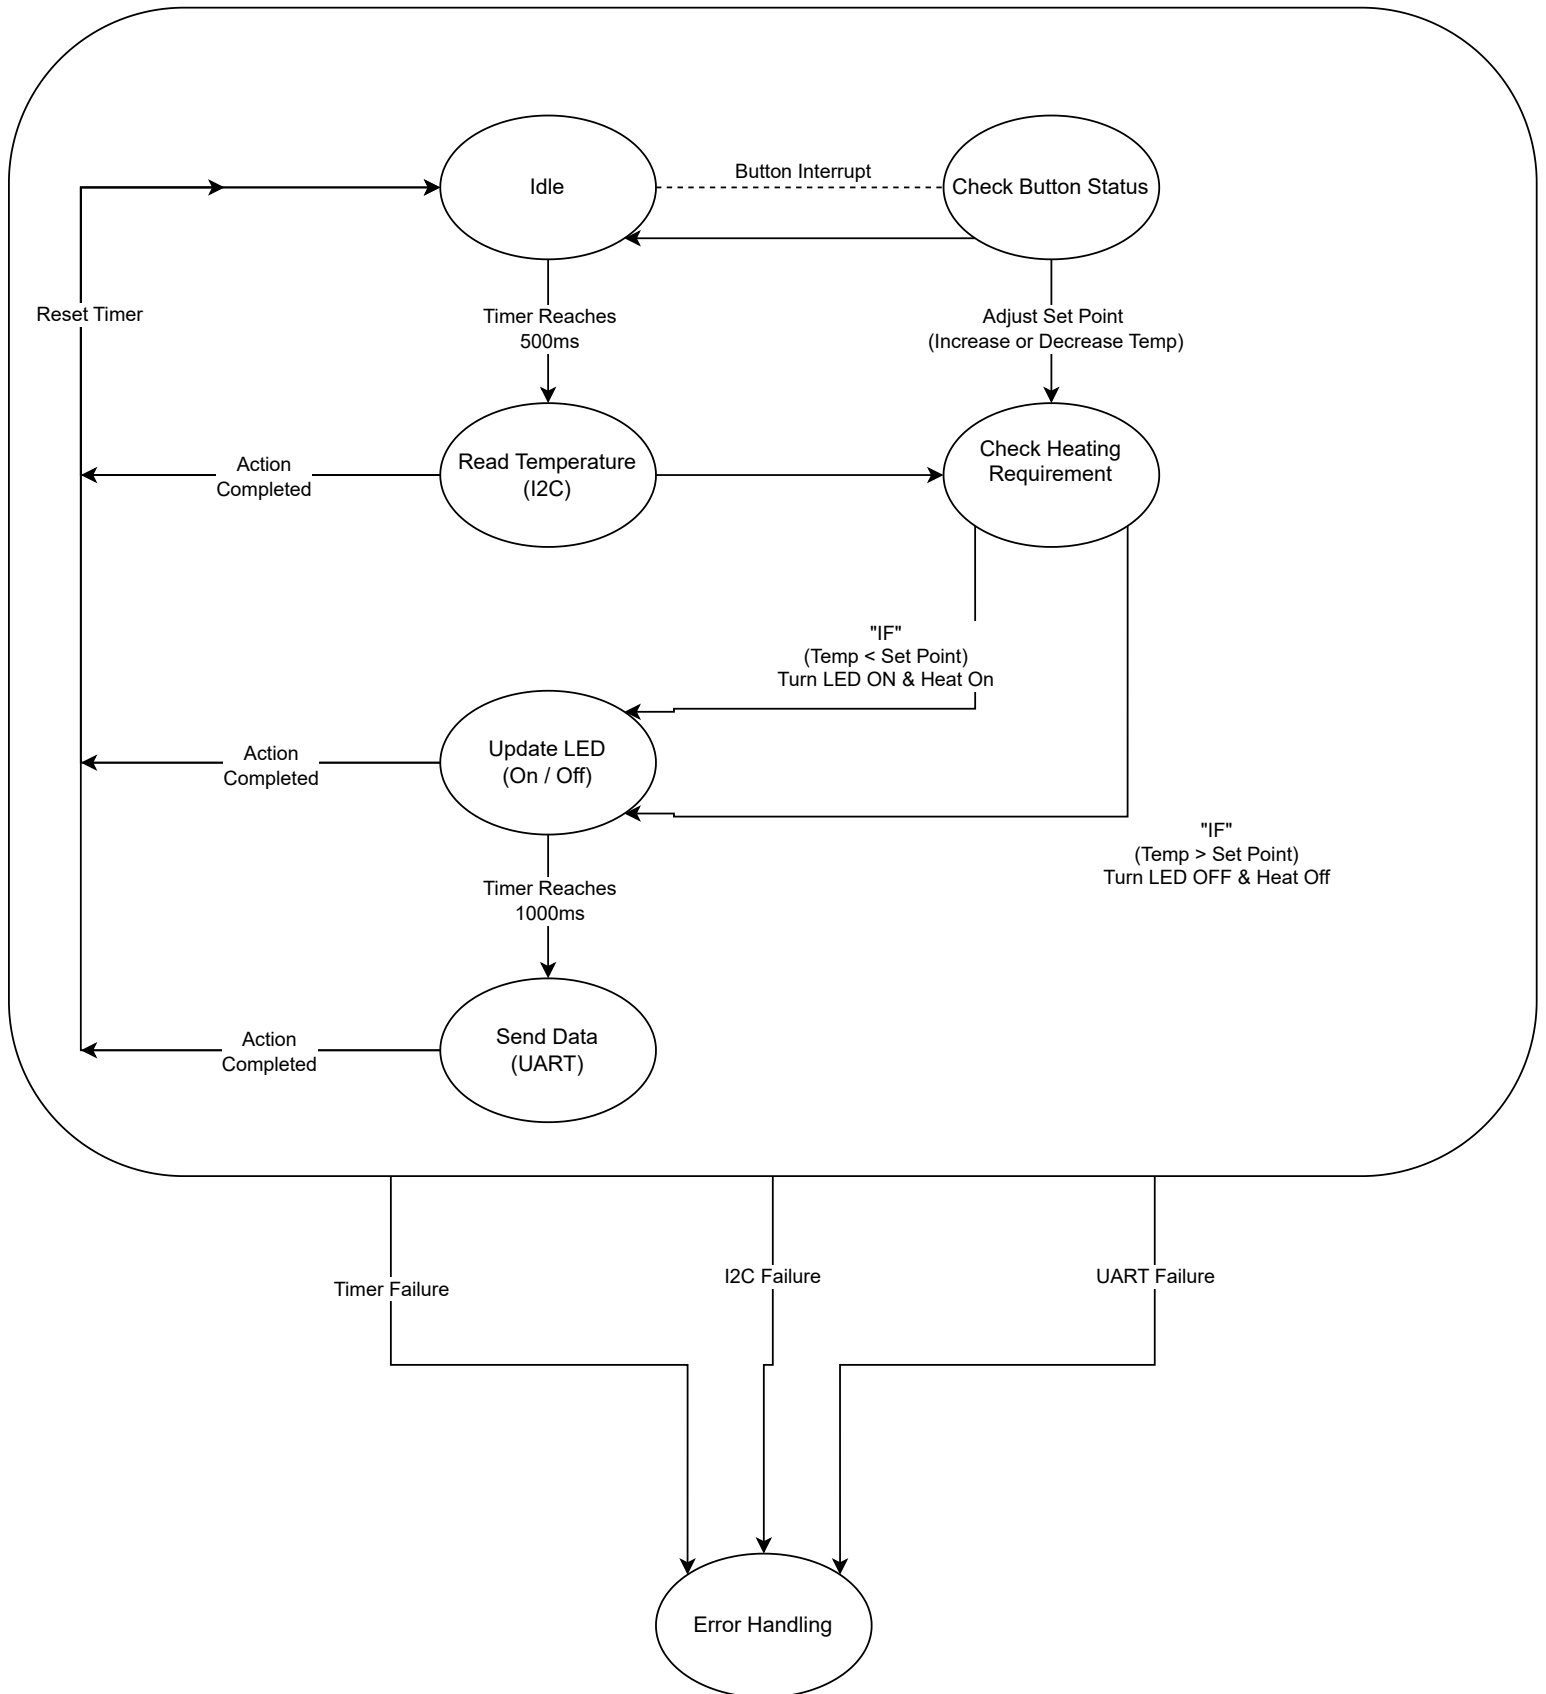 Idle
Button Interrupt
Check Button Status
Reset Timer
Timer Reaches
500ms
Adjust Set Point
(Increase or Decrease Temp)
Action
Completed
Read Temperature
(I2C)
Check Heating
Requirement
"IF"
(Temp < Set Point)
Turn LED ON & Heat On
Action
Completed
Update LED
(On / Off)
"IF"
(Temp > Set Point)
Turn LED OFF & Heat Off
Timer Reaches
1000ms
Action
Completed
Send Data
(UART)
Timer Failure
I2C Failure
UART Failure
Error Handling